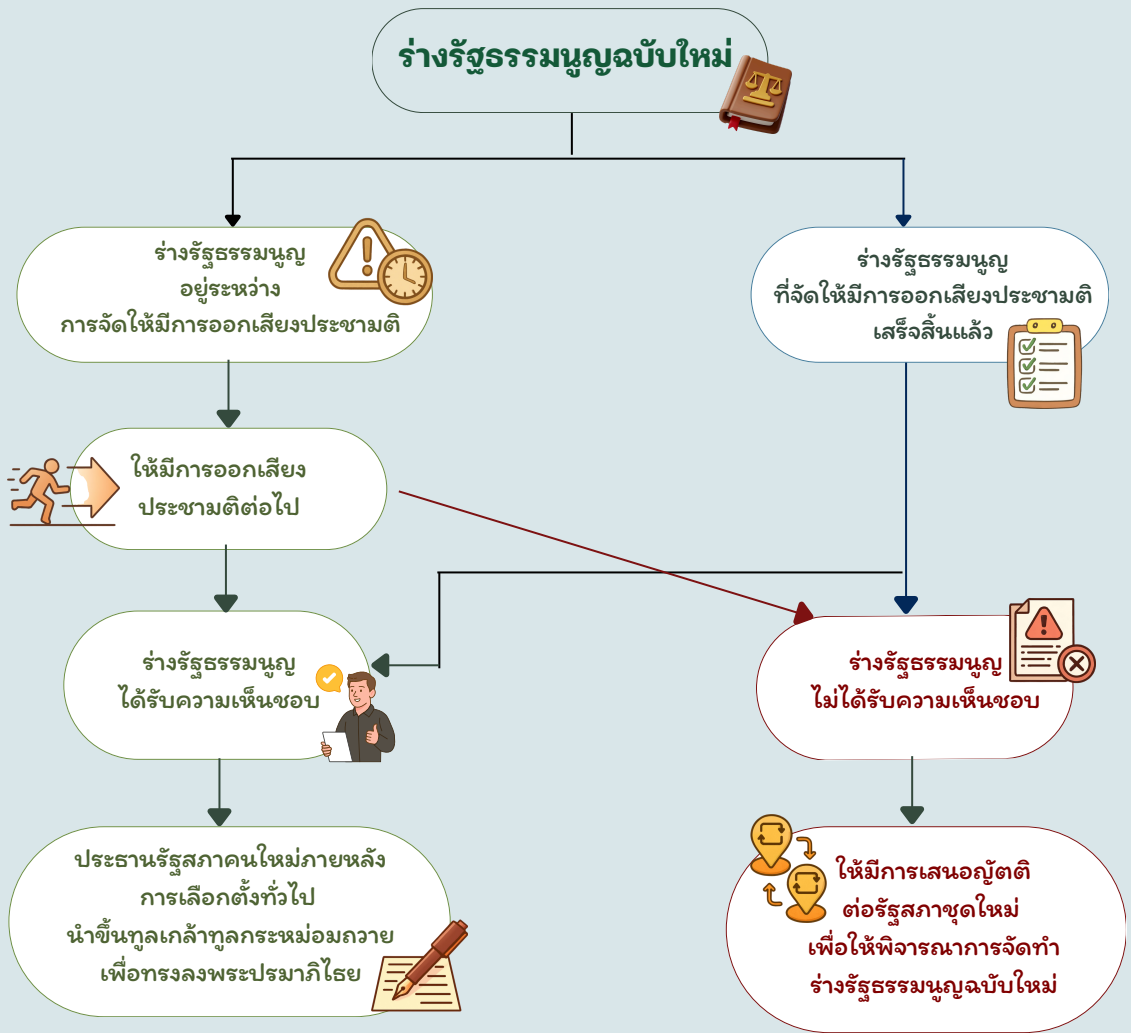 ร่างรัฐธรรมนูญฉบับใหม่
ร่างรัฐธรรมนูญ
อยู่ระหว่าง
การจัดให้มีการออกเสียงประชามติ
ร่างรัฐธรรมนูญ
ที่จัดให้มีการออกเสียงประชามติ
เสร็จสิ้นแล้ว
ให้มีการออกเสียง
ประชามติต่อไป
ร่างรัฐธรรมนูญ
ได้รับความเห็นชอบ
ร่างรัฐธรรมนูญ
ไม่ได้รับความเห็นชอบ
ประธานรัฐสภาคนใหม่ภายหลัง
การเลือกตั้งทั่วไป
นำขึ้นทูลเกล้าทูลกระหม่อมถวาย
เพื่อทรงลงพระปรมาภิไธย
ให้มีการเสนอญัตติ
ต่อรัฐสภาชุดใหม่
เพื่อให้พิจารณาการจัดทำ
ร่างรัฐธรรมนูญฉบับใหม่